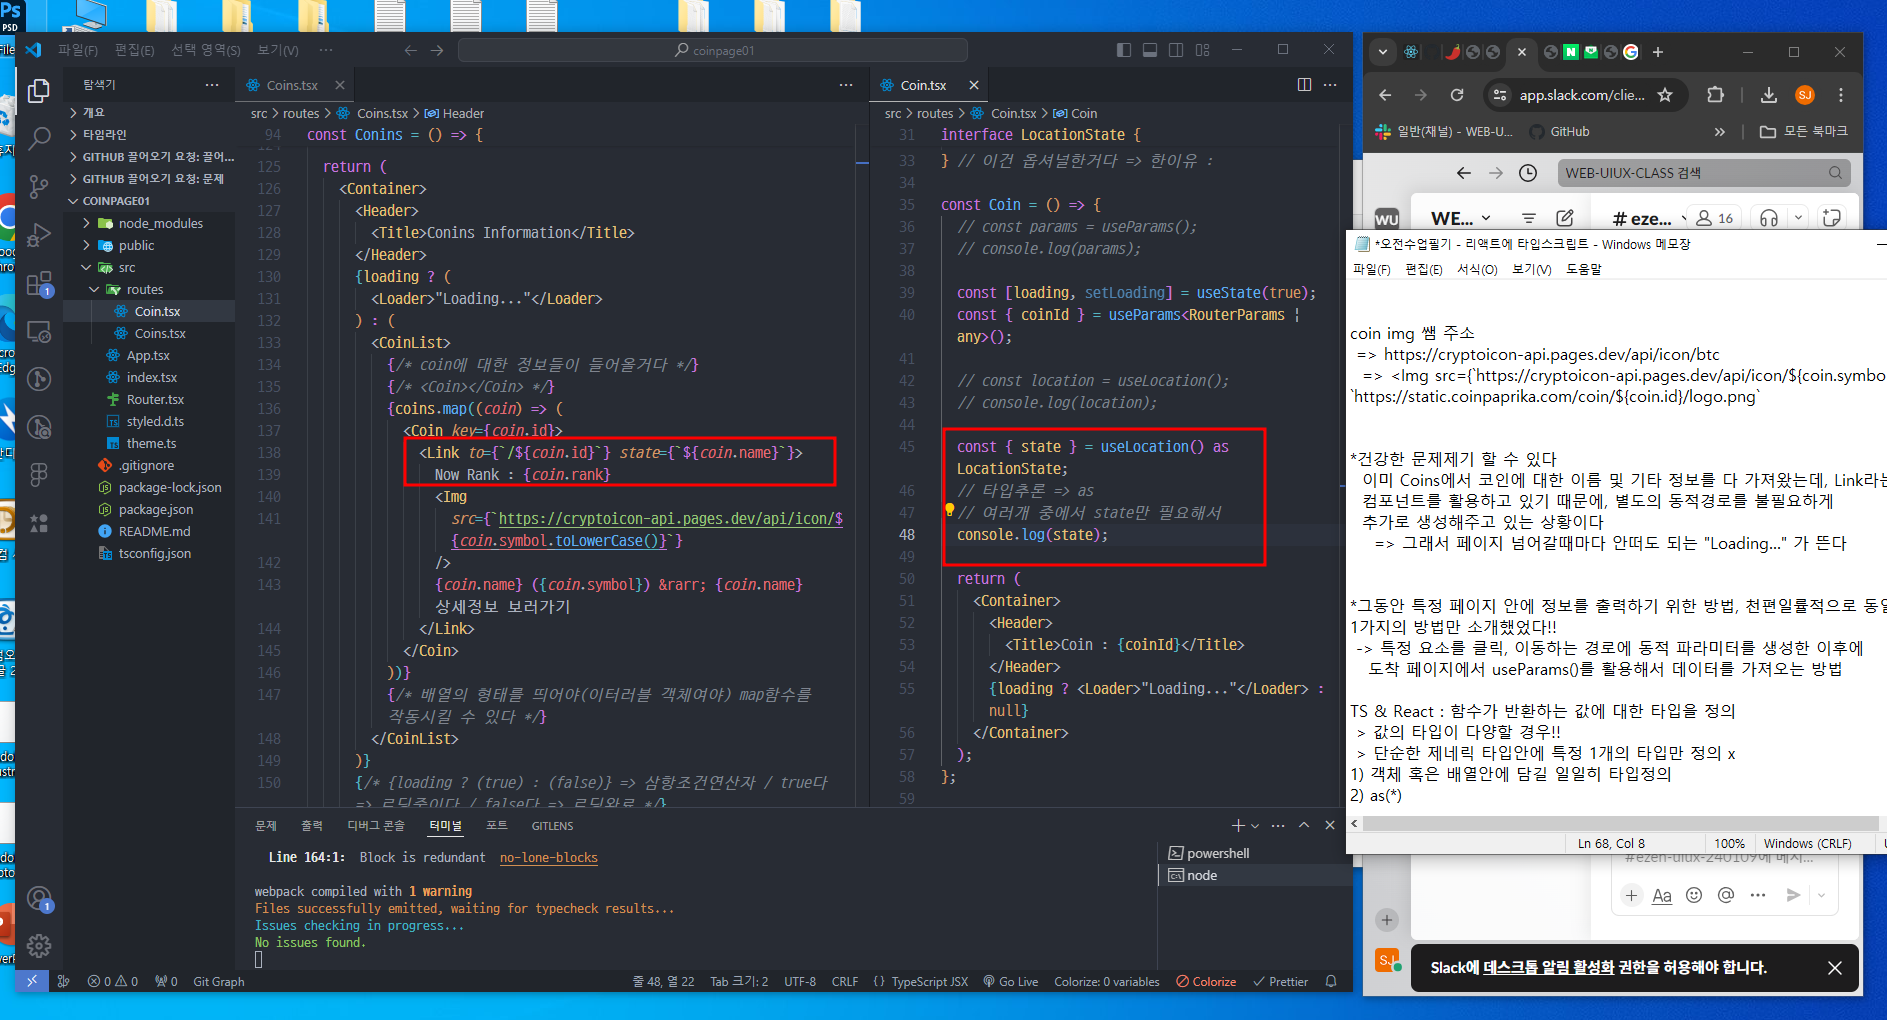 파일(F) 편집(E) 선택 영역(S) 보기(V) ···
coinpage01
탐색기 ···
개요
타임라인
GITHUB 끌어오기 요청: 끌어...
GITHUB 끌어오기 요청: 문제
COINPAGE01
node_modules
public
src
routes
Coin.tsx
Coins.tsx
App.tsx
index.tsx
Router.tsx
styled.d.ts
theme.ts
.gitignore
package-lock.json
package.json
README.md
tsconfig.json
Coins.tsx
src > routes > Coins.tsx > Header
94 const Conins = () => {
125 return (
126 <Container>
127 <Header>
128 <Title>Conins Information</Title>
129 </Header>
130 {loading ? (
131 <Loader>"Loading..."</Loader>
132 ) : (
133 <CoinList>
134 {/* coin에 대한 정보들이 들어올거다 */}
135 {/* <Coin></Coin> */}
136 {coins.map((coin) => (
137 <Coin key={coin.id}>
138 <Link to={`/${coin.id}`} state={`${coin.name}`}>
139 Now Rank : {coin.rank}
140 <Img
141 src={`https://cryptoicon-api.pages.dev/api/icon/$
{coin.symbol.toLowerCase()}`}
142 />
143 {coin.name} ({coin.symbol}) &rarr; {coin.name}
상세정보 보러가기
144 </Link>
145 </Coin>
146 ))}
147 {/* 배열의 형태를 띄어야(이터러블 객체여야) map함수를
작동시킬 수 있다 */}
148 </CoinList>
149 )}
150 {/* {loading ? (true) : (false)} => 삼항조건연산자 / true다
=> 로딩중이다 / false다 => 로딩완료 */}
Coin.tsx
src > routes > Coin.tsx > Coin
31 interface LocationState {
33 } // 이건 옵셔널한거다 => 한이유 :
34
35 const Coin = () => {
36 // const params = useParams();
37 // console.log(params);
38
39 const [loading, setLoading] = useState(true);
40 const { coinId } = useParams<RouterParams |
any>();
41
42 // const location = useLocation();
43 // console.log(location);
44
45 const { state } = useLocation() as
LocationState;
46 // 타입추론 => as
47 // 여러개 중에서 state만 필요해서
48 console.log(state);
49
50 return (
51 <Container>
52 <Header>
53 <Title>Coin : {coinId}</Title>
54 </Header>
55 {loading ? <Loader>"Loading..."</Loader> :
null}
56 </Container>
57 );
58 };
59
문제 출력 디버그 콘솔 터미널 포트 GITLENS
Line 164:1: Block is redundant no-lone-blocks
webpack compiled with 1 warning
Files successfully emitted, waiting for typecheck results...
Issues checking in progress...
No issues found.
powershell
node
0 0 0 Git Graph
줄 48, 열 22 Tab 크기: 2 UTF-8 CRLF {} TypeScript JSX Go Live Colorize: 0 variables Colorize Prettier
app.slack.com/clie...
SJ
일반(채널) - WEB-U... GitHub » 모든 북마크
WEB-UIUX-CLASS 검색
WU WE... # ezen... 16
*오전수업필기 - 리액트에 타입스크립트 - Windows 메모장
파일(F) 편집(E) 서식(O) 보기(V) 도움말
coin img 쌤 주소
=> https://cryptoicon-api.pages.dev/api/icon/btc
=> <Img src={`https://cryptoicon-api.pages.dev/api/icon/${coin.symbo
`https://static.coinpaprika.com/coin/${coin.id}/logo.png`
*건강한 문제제기 할 수 있다
이미 Coins에서 코인에 대한 이름 및 기타 정보를 다 가져왔는데, Link라는
컴포넌트를 활용하고 있기 때문에, 별도의 동적경로를 불필요하게
추가로 생성해주고 있는 상황이다
=> 그래서 페이지 넘어갈때마다 안떠도 되는 "Loading..." 가 뜬다
*그동안 특정 페이지 안에 정보를 출력하기 위한 방법, 천편일률적으로 동일
1가지의 방법만 소개했었다!!
-> 특정 요소를 클릭, 이동하는 경로에 동적 파라미터를 생성한 이후에
도착 페이지에서 useParams()를 활용해서 데이터를 가져오는 방법
TS & React : 함수가 반환하는 값에 대한 타입을 정의
> 값의 타입이 다양할 경우!!
> 단순한 제네릭 타입안에 특정 1개의 타입만 정의 x
1) 객체 혹은 배열안에 담길 일일히 타입정의
2) as(*)
Ln 68, Col 8 100% Windows (CRLF)
#ezen-uiux-240109에 메시...
Aa
SJ
Slack에 데스크톱 알림 활성화 권한을 허용해야 합니다.
Ps
PSD